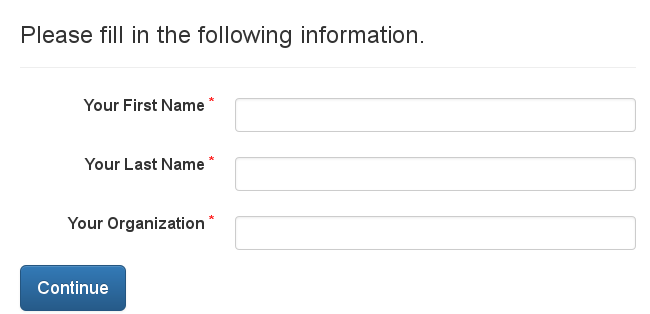 Please fill in the following information.
Your First Name *
Your Last Name *
Your Organization *
Continue